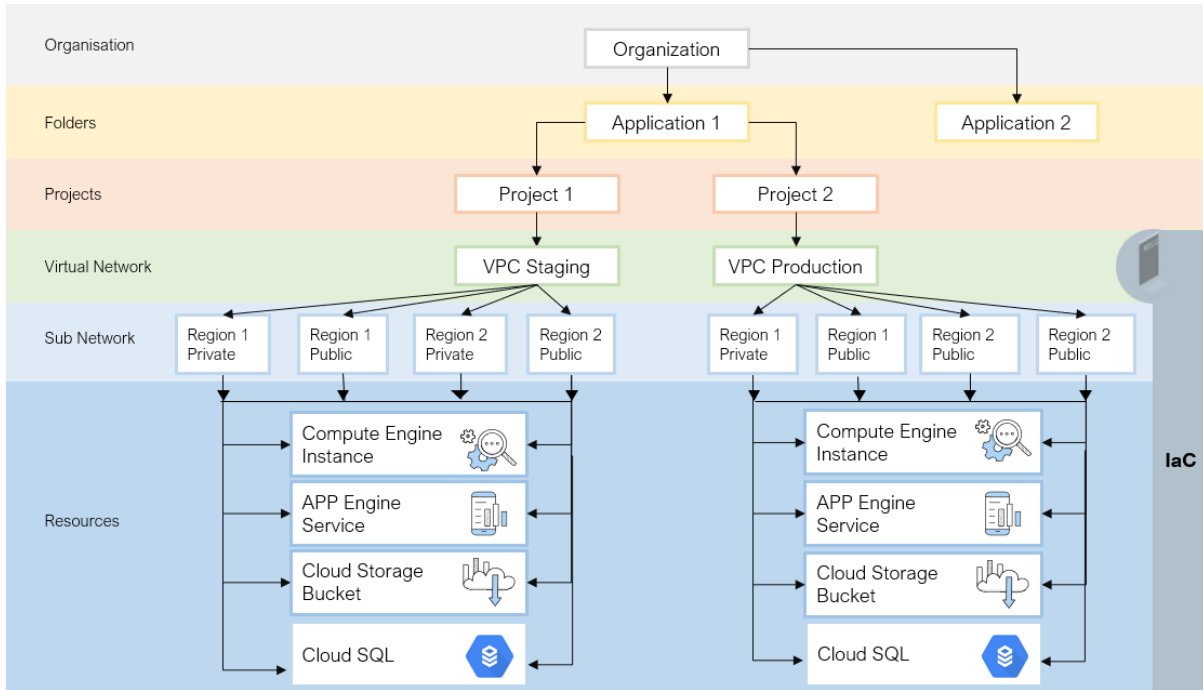 Organisation
Organization
Folders
Application 1
Application 2
Projects
Project 1
Project 2
Virtual Network
VPC Staging
VPC Production
Sub Network
Region 1
Private
Region 1
Public
Region 2
Private
Region 2
Public
Region 1
Private
Region 1
Public
Region 2
Public
Region 2
Public
Resources
Compute Engine
Instance
APP Engine
Service
Cloud Storage
Bucket
Cloud SQL
Compute Engine
Instance
APP Engine
Service
Cloud Storage
Bucket
Cloud SQL
IaC